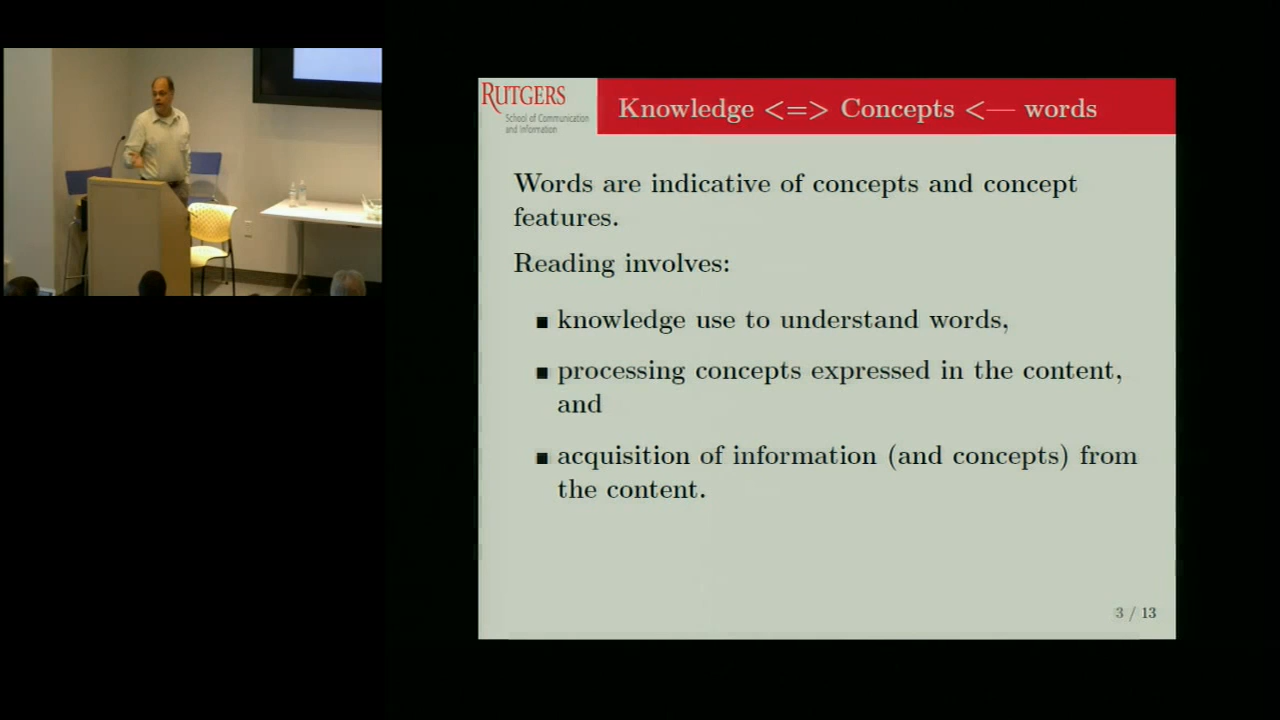 RUTGERS
School of Communication
and Information
Knowledge <=> Concepts <— words
Words are indicative of concepts and concept
features.
Reading involves:
■ knowledge use to understand words,
■ processing concepts expressed in the content,
and
■ acquisition of information (and concepts) from
the content.
3 / 13